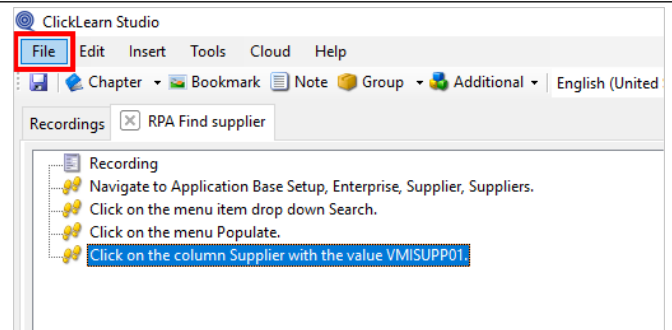 ClickLearn Studio
File Edit Insert Tools Cloud Help
Chapter Bookmark Note Group Additional English (United
Recordings RPA Find supplier
Recording
Navigate to Application Base Setup, Enterprise, Supplier, Suppliers.
Click on the menu item drop down Search.
Click on the menu Populate.
Click on the column Supplier with the value VMISUPP01.